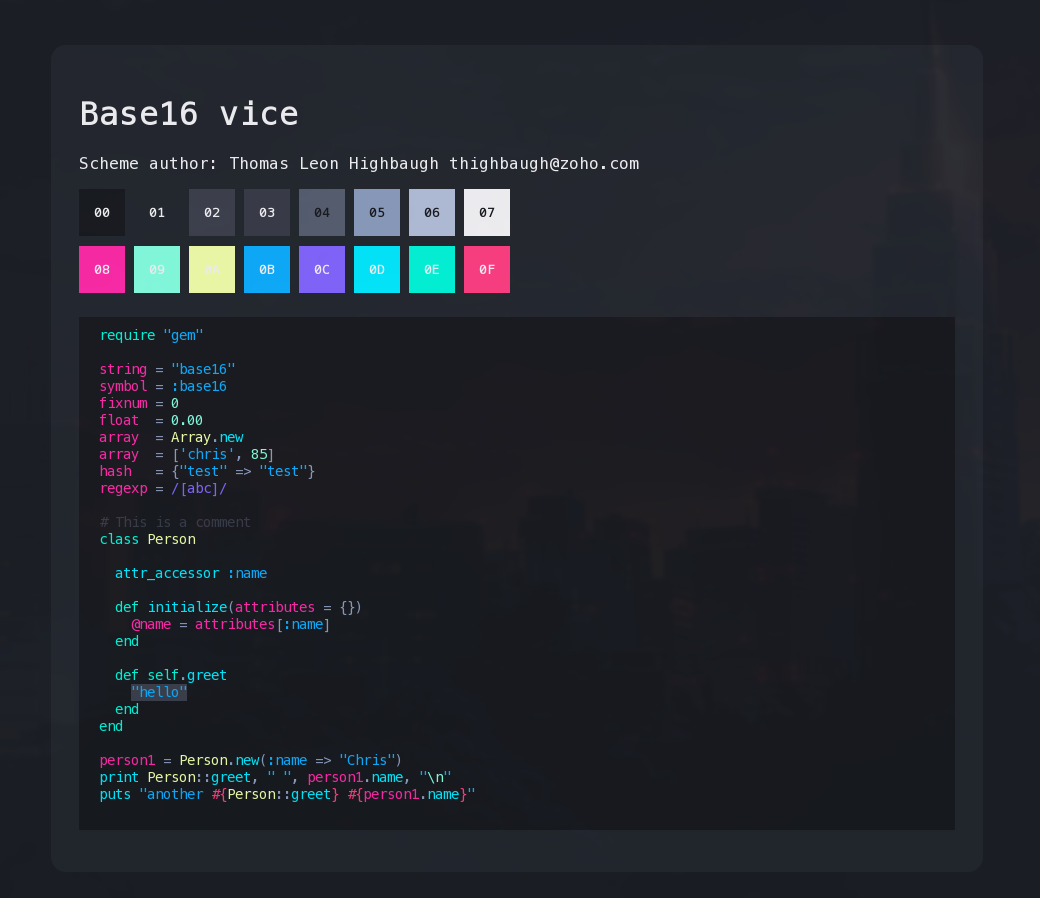 Base16 vice
Scheme author: Thomas Leon Highbaugh thighbaugh@zoho.com
00 01 02 03 04 05 06 07
08 09 0A 0B 0C 0D 0E 0F
require "gem"
string = "base16"
symbol = :base16
fixnum = 0
float  = 0.00
array  = Array.new
array  = ['chris', 85]
hash   = {"test" => "test"}
regexp = /[abc]/
# This is a comment
class Person
  attr_accessor :name
  def initialize(attributes = {})
    @name = attributes[:name]
  end
  def self.greet
    "hello"
  end
end
person1 = Person.new(:name => "Chris")
print Person::greet, " ", person1.name, "\n"
puts "another #{Person::greet} #{person1.name}"